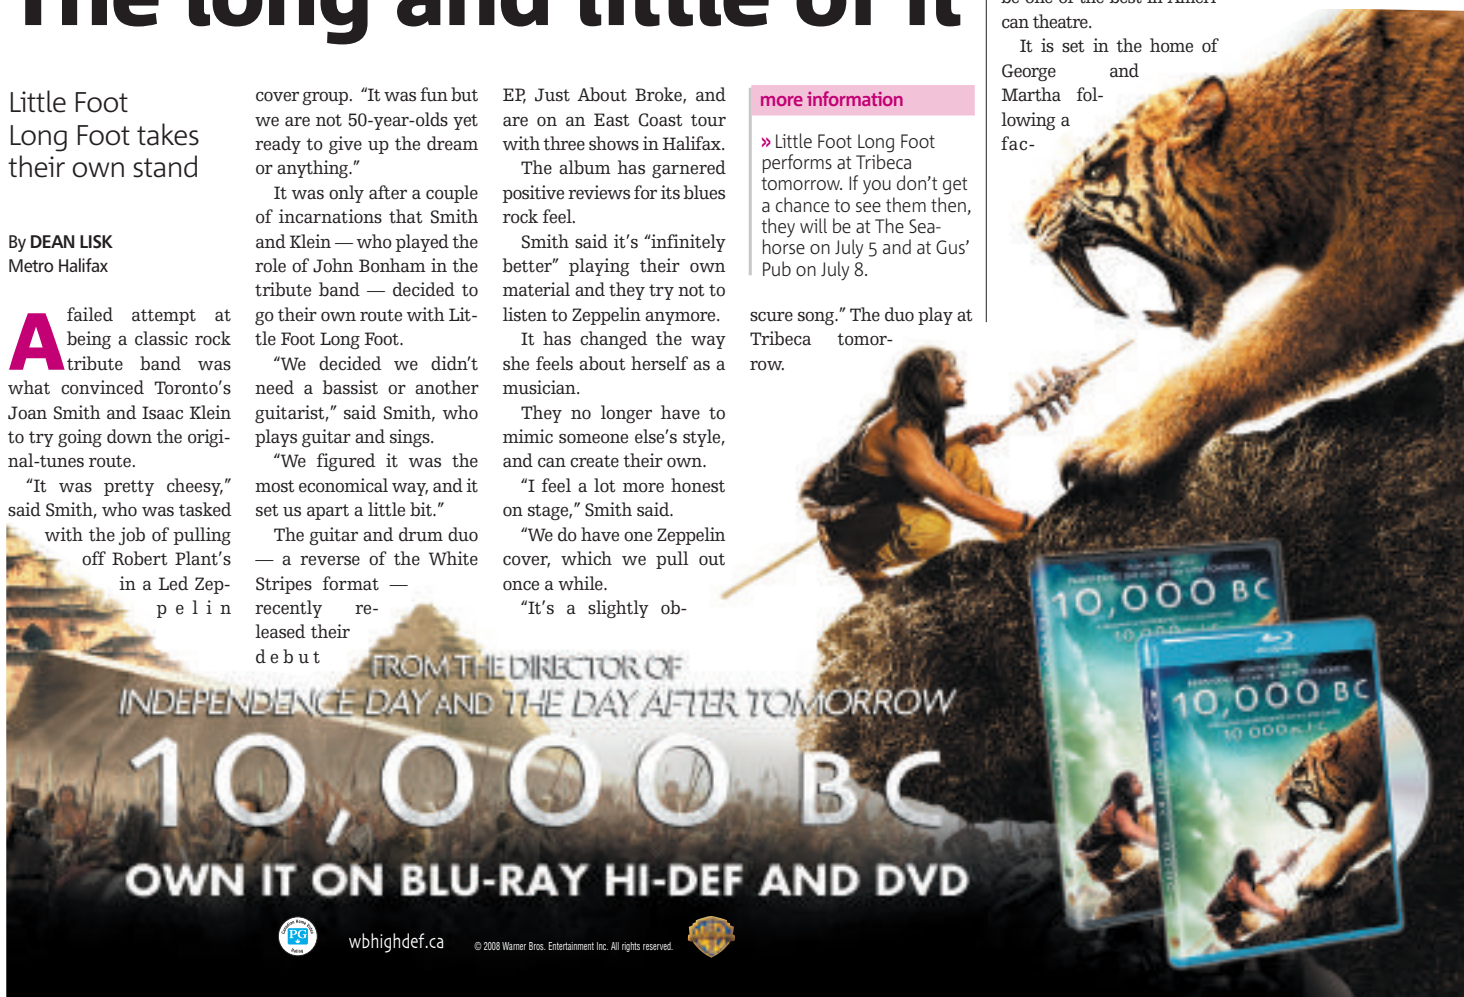 The long and little of it
Little Foot
Long Foot takes
their own stand
By DEAN LISK
Metro Halifax
A failed attempt at
being a classic rock
tribute band was
what convinced Toronto's
Joan Smith and Isaac Klein
to try going down the origi-
nal-tunes route.
"It was pretty cheesy,"
said Smith, who was tasked
with the job of pulling
off Robert Plant's
in a Led Zep-
pelin
cover group. "It was fun but
we are not 50-year-olds yet
ready to give up the dream
or anything."
It was only after a couple
of incarnations that Smith
and Klein — who played the
role of John Bonham in the
tribute band — decided to
go their own route with Lit-
tle Foot Long Foot.
"We decided we didn't
need a bassist or another
guitarist," said Smith, who
plays guitar and sings.
"We figured it was the
most economical way, and it
set us apart a little bit."
The guitar and drum duo
— a reverse of the White
Stripes format —
recently re-
leased their
debut
EP, Just About Broke, and
are on an East Coast tour
with three shows in Halifax.
The album has garnered
positive reviews for its blues
rock feel.
Smith said it's "infinitely
better" playing their own
material and they try not to
listen to Zeppelin anymore.
It has changed the way
she feels about herself as a
musician.
They no longer have to
mimic someone else's style,
and can create their own.
"I feel a lot more honest
on stage," Smith said.
"We do have one Zeppelin
cover, which we pull out
once a while.
"It's a slightly ob-
scure song." The duo play at
Tribeca tomor-
row.
more information
» Little Foot Long Foot
performs at Tribeca
tomorrow. If you don't get
a chance to see them then,
they will be at The Sea-
horse on July 5 and at Gus'
Pub on July 8.
be one of the best in Ameri-
can theatre.
It is set in the home of
George and
Martha fol-
lowing a
fac-
FROM THE DIRECTOR OF
INDEPENDENCE DAY AND THE DAY AFTER TOMORROW
10,000 BC
OWN IT ON BLU-RAY HI-DEF AND DVD
PG
wbhighdef.ca
© 2008 Warner Bros. Entertainment Inc. All rights reserved.
10,000 BC
10,000 BC